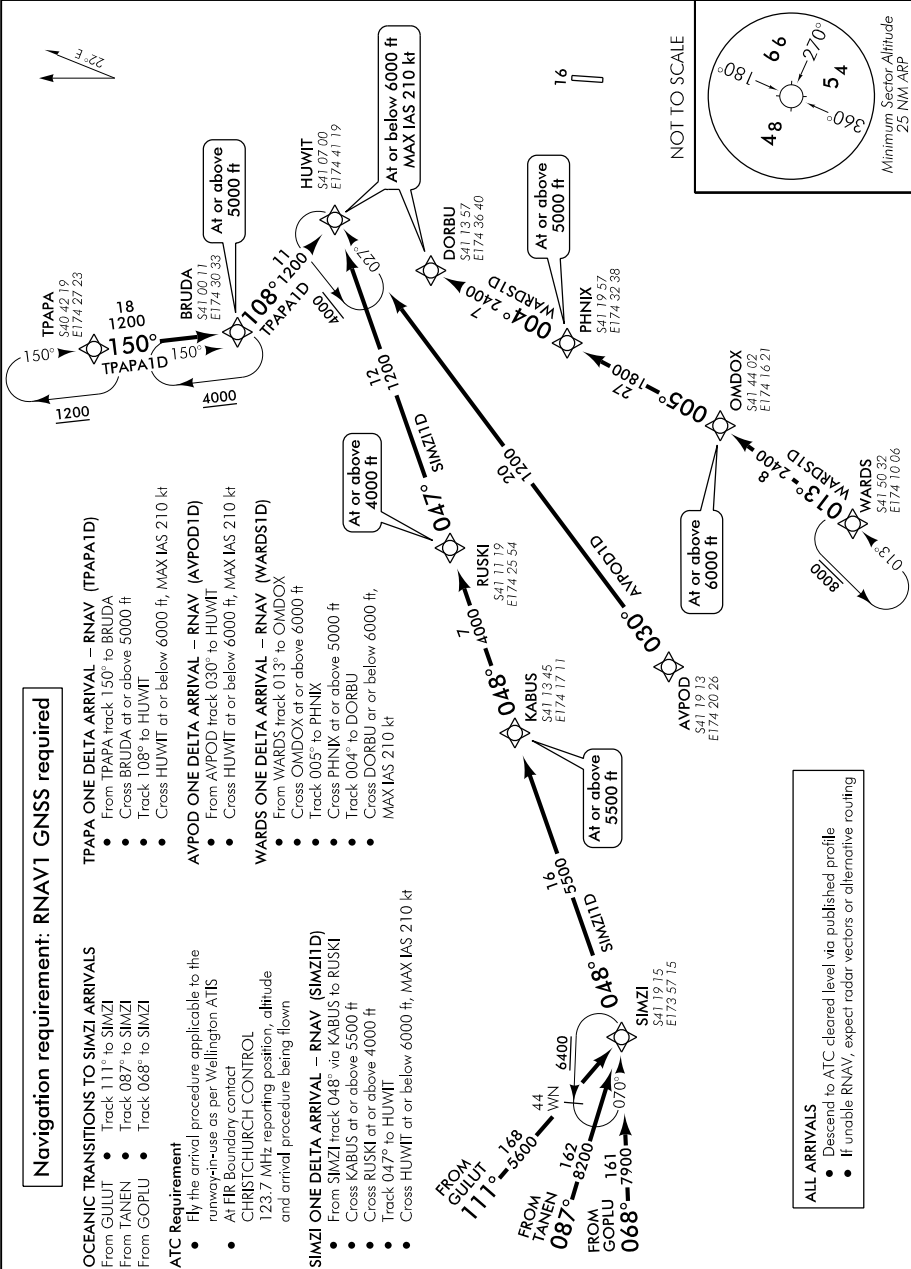 Navigation requirement: RNAV1 GNSS required
OCEANIC TRANSITIONS TO SIMZI ARRIVALS
From GULUT • Track 111° to SIMZI
From TANEN • Track 087° to SIMZI
From GOPLU • Track 068° to SIMZI
ATC Requirement
• Fly the arrival procedure applicable to the
runway-in-use as per Wellington ATIS
• At FIR Boundary contact
CHRISTCHURCH CONTROL
123.7 MHz reporting position, altitude
and arrival procedure being flown
SIMZI ONE DELTA ARRIVAL – RNAV (SIMZI1D)
• From SIMZI track 048° via KABUS to RUSKI
• Cross KABUS at or above 5500 ft
• Cross RUSKI at or above 4000 ft
• Track 047° to HUWIT
• Cross HUWIT at or below 6000 ft, MAX IAS 210 kt
TPAPA ONE DELTA ARRIVAL – RNAV (TPAPA1D)
• From TPAPA track 150° to BRUDA
• Cross BRUDA at or above 5000 ft
• Track 108° to HUWIT
• Cross HUWIT at or below 6000 ft, MAX IAS 210 kt
AVPOD ONE DELTA ARRIVAL – RNAV (AVPOD1D)
• From AVPOD track 030° to HUWIT
• Cross HUWIT at or below 6000 ft, MAX IAS 210 kt
WARDS ONE DELTA ARRIVAL – RNAV (WARDS1D)
• From WARDS track 013° to OMDOX
• Cross OMDOX at or above 6000 ft
• Track 005° to PHNIX
• Cross PHNIX at or above 5000 ft
• Track 004° to DORBU
• Cross DORBU ar or below 6000 ft,
MAX IAS 210 kt
22° E
TPAPA
S40 42 19
E174 27 23
150°
1200
18
1200
150°
TPAPA1D
BRUDA
S41 00 11
E174 30 33
150°
4000
At or above
5000 ft
11
108° 1200
TPAPA1D
HUWIT
S41 07 00
E174 41 19
027°
4000
At or below 6000 ft
MAX IAS 210 kt
12
1200
047° SIMZI1D
At or above
4000 ft
RUSKI
S41 11 19
E174 25 54
7
048° 4000
KABUS
S41 13 45
E174 17 11
At or above
5500 ft
16
5500
048° SIMZI1D
SIMZI
S41 19 15
E173 57 15
6400
070°
44
WN
FROM
GULUT
111° 168
5600
FROM
TANEN
087° 162
8200
FROM
GOPLU
068° 161
7900
20
1200
030° AVPOD1D
AVPOD
S41 19 13
E174 20 26
DORBU
S41 13 57
E174 36 40
7
004° 2400
WARDS1D
PHNIX
S41 19 57
E174 32 38
At or above
5000 ft
27
005° 1800
OMDOX
S41 44 02
E174 16 21
At or above
6000 ft
8
013° 2400
WARDS1D
WARDS
S41 50 32
E174 10 06
013°
8000
16
ALL ARRIVALS
• Descend to ATC cleared level via published profile
• If unable RNAV, expect radar vectors or alternative routing
NOT TO SCALE
180°
270°
360°
48
66
54
Minimum Sector Altitude
25 NM ARP